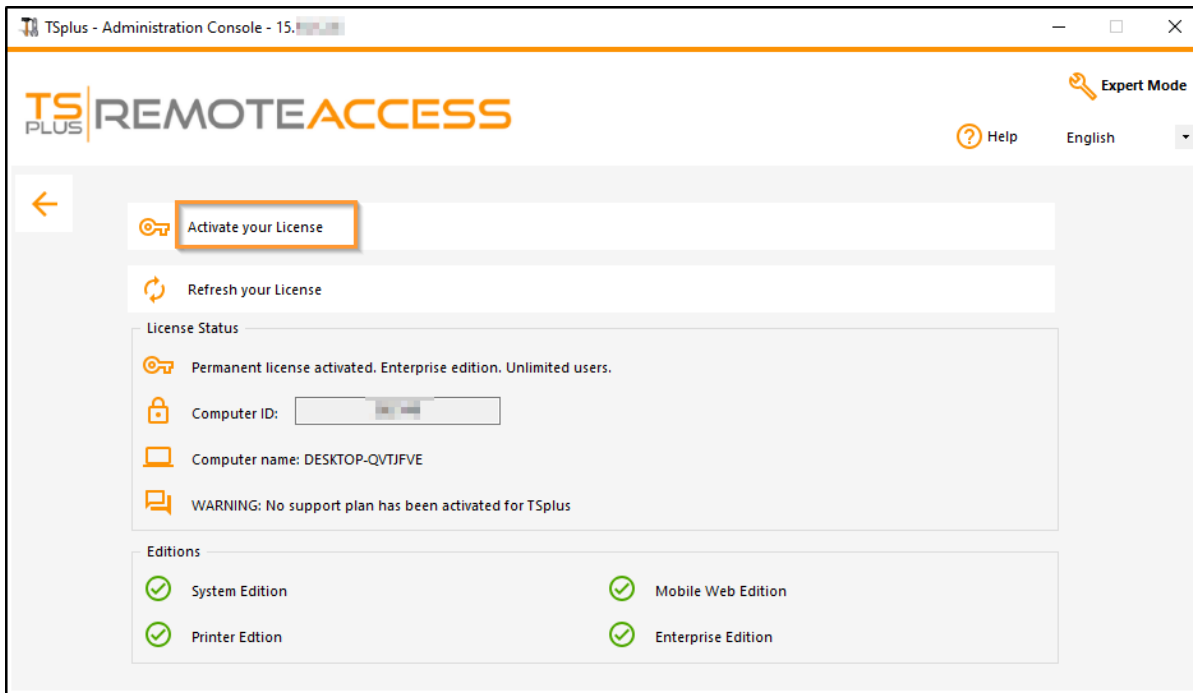 TSplus - Administration Console - 15.
Expert Mode
TS PLUS REMOTEACCESS
Help
English
Activate your License
Refresh your License
License Status
Permanent license activated. Enterprise edition. Unlimited users.
Computer ID:
Computer name: DESKTOP-QVTJFVE
WARNING: No support plan has been activated for TSplus
Editions
System Edition
Mobile Web Edition
Printer Edtion
Enterprise Edition